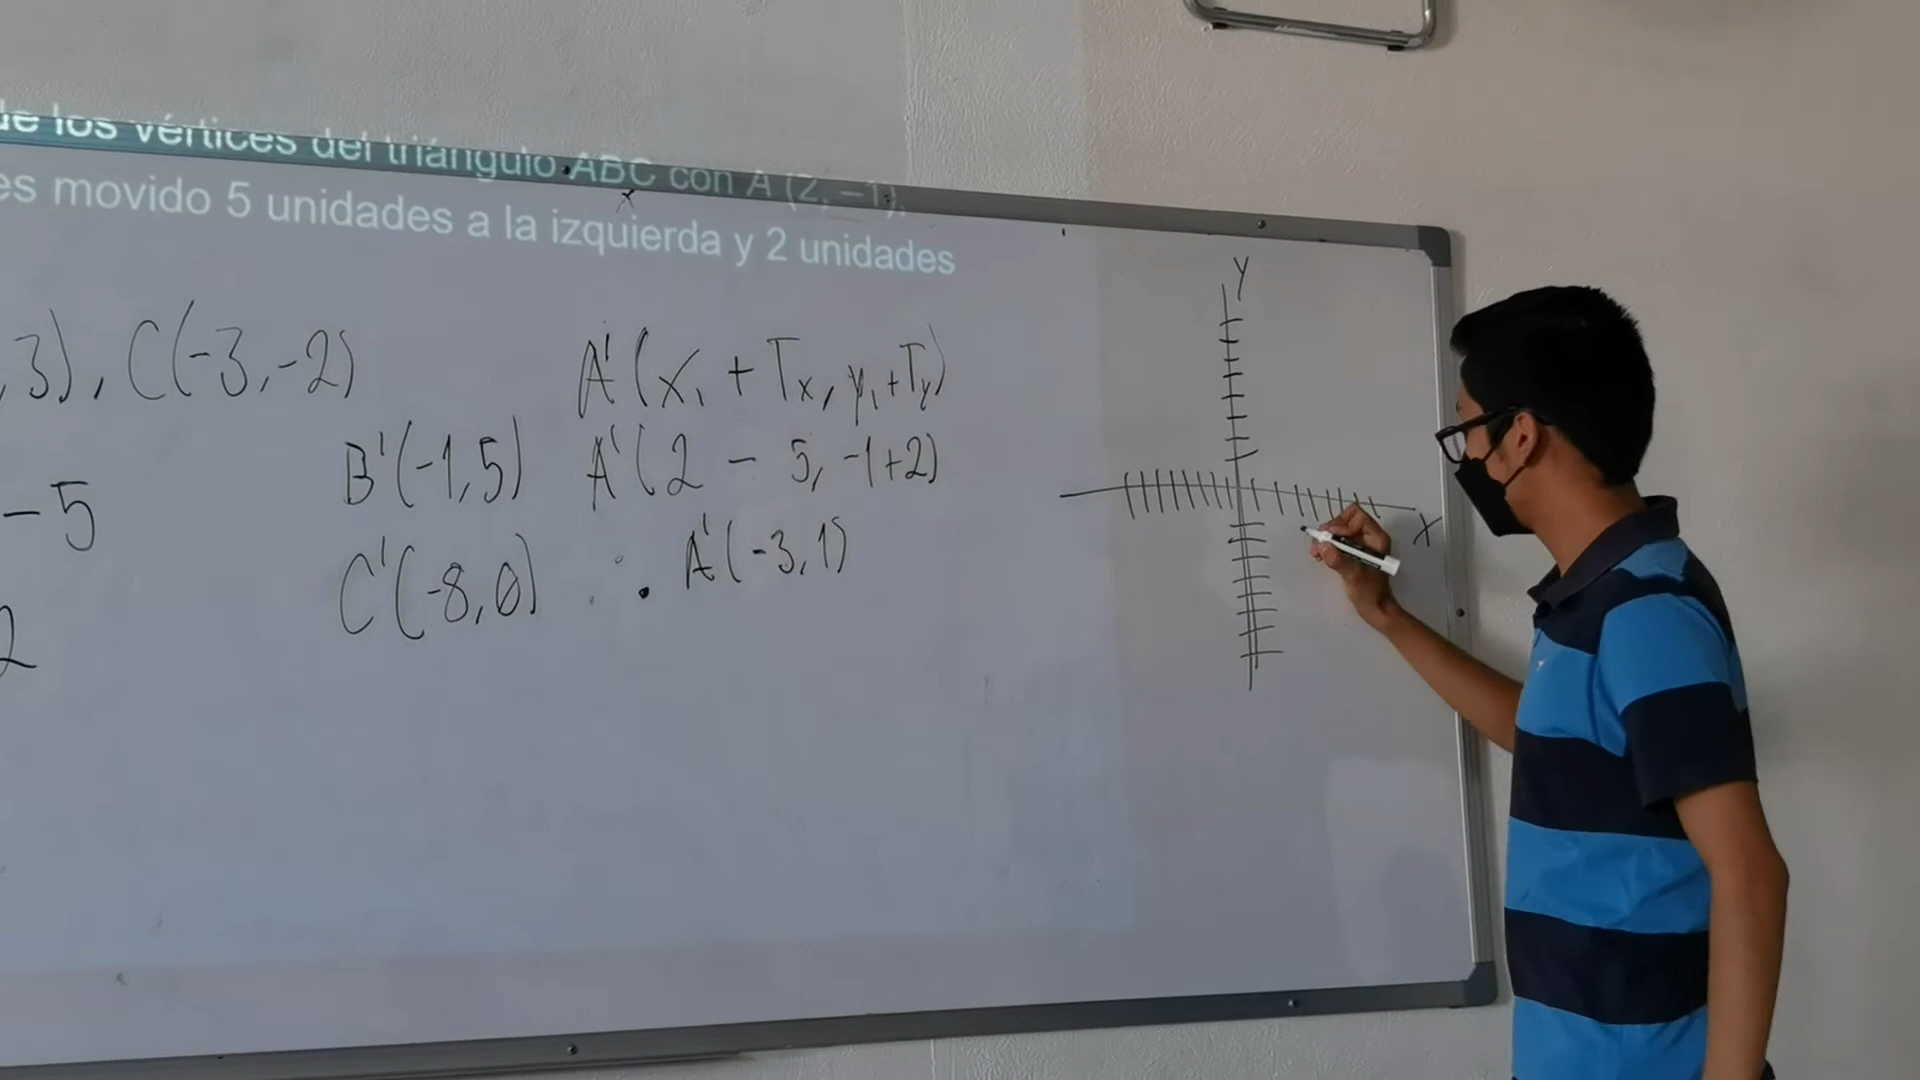 de los vértices del triángulo ABC con A (2, –1),
es movido 5 unidades a la izquierda y 2 unidades
, 3), C(-3,-2)
A'(x₁ + Tx, y₁+Ty)
B'(-1,5)
A'(2 - 5, -1+2)
-5
C'(-8,0)
∴ A'(-3,1)
2
y
x